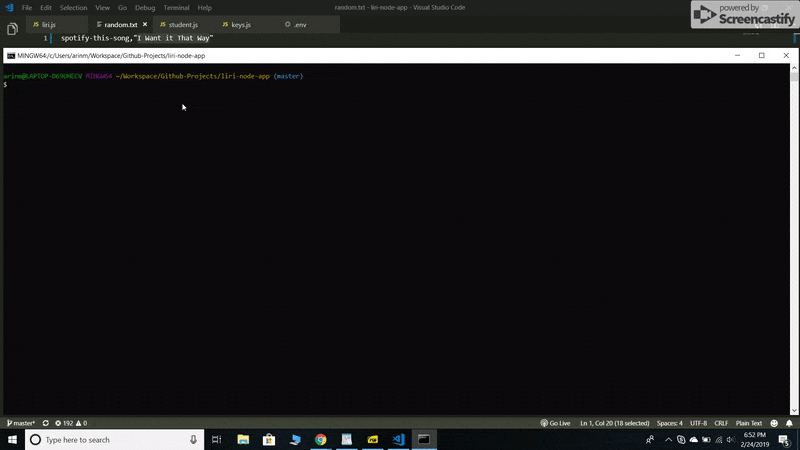 File Edit Selection View Go Debug Terminal Help
random.txt - liri-node-app - Visual Studio Code
powered by
Screencastify
JS liri.js
random.txt ×
JS student.js
JS keys.js
.env
1 spotify-this-song,"I Want it That Way"
MINGW64:/c/Users/arinm/Workspace/Github-Projects/liri-node-app
MINGW64 ~/Workspace/Github-Projects/liri-node-app (master)
$
master* 192 0
Go Live Ln 1, Col 20 (18 selected) Spaces: 4 UTF-8 CRLF Plain Text
Type here to search
6:52 PM
2/24/2019
5